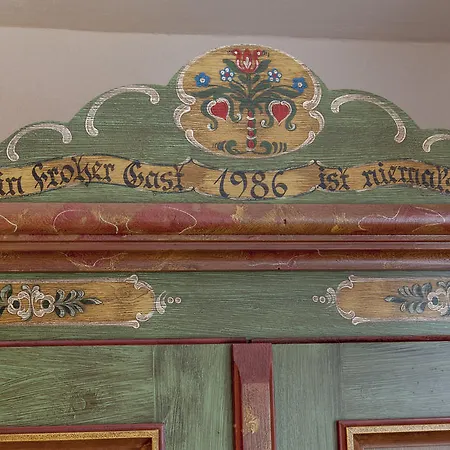 in froher Gast 1986 ist niemals